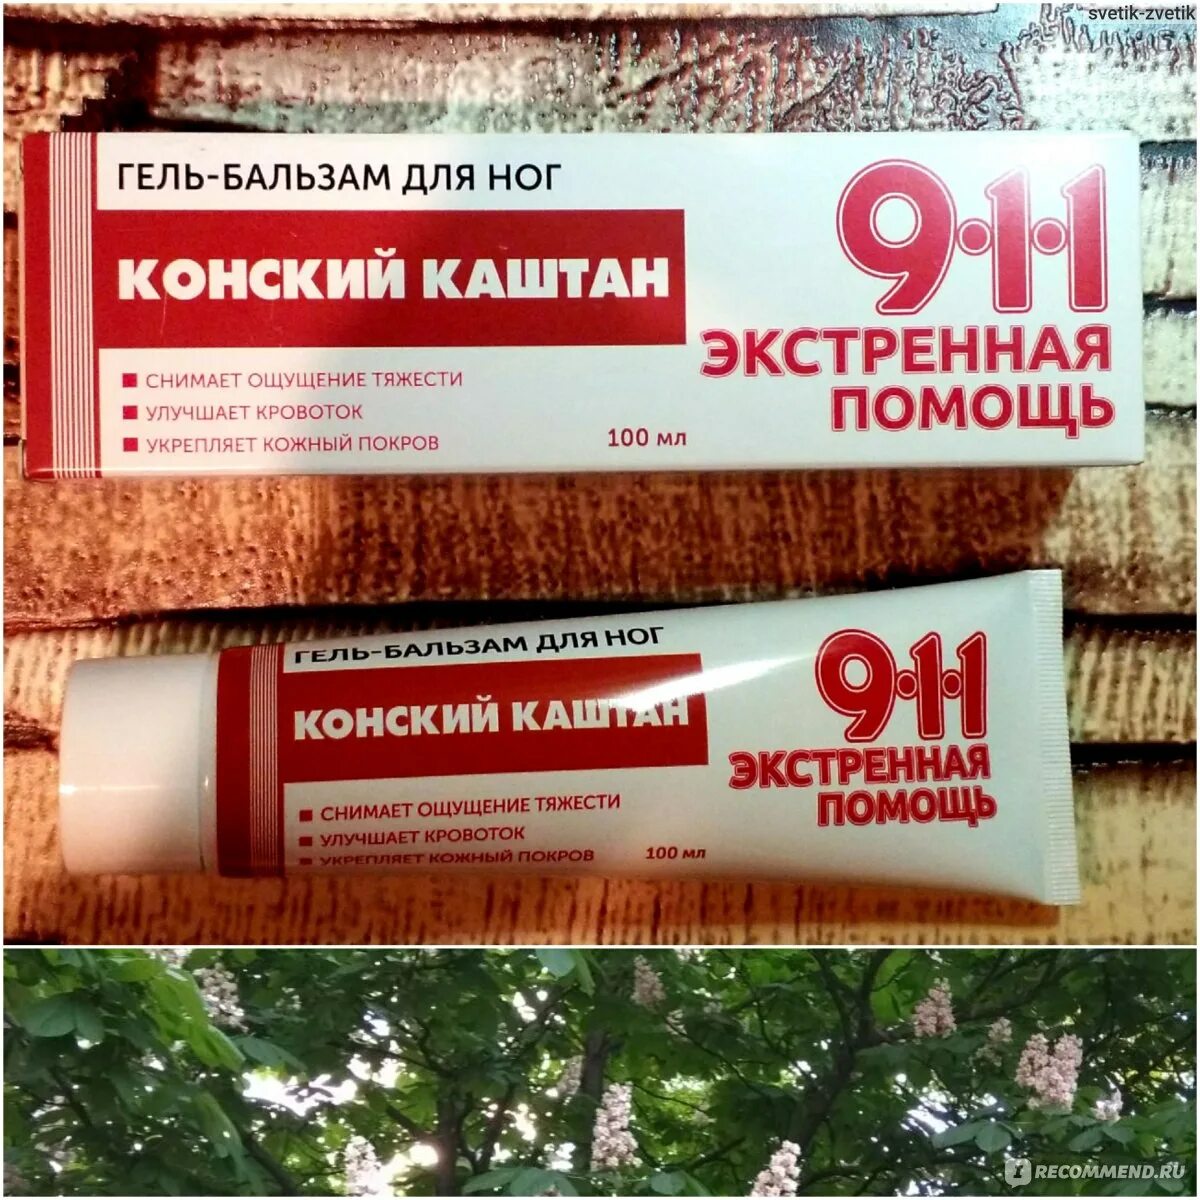 svetik-zvetik
ГЕЛЬ-БАЛЬЗАМ ДЛЯ НОГ
КОНСКИЙ КАШТАН
СНИМАЕТ ОЩУЩЕНИЕ ТЯЖЕСТИ
УЛУЧШАЕТ КРОВОТОК
УКРЕПЛЯЕТ КОЖНЫЙ ПОКРОВ
100 мл
9·1·1
ЭКСТРЕННАЯ
ПОМОЩЬ
ГЕЛЬ-БАЛЬЗАМ ДЛЯ НОГ
КОНСКИЙ КАШТАН
СНИМАЕТ ОЩУЩЕНИЕ ТЯЖЕСТИ
УЛУЧШАЕТ КРОВОТОК
УКРЕПЛЯЕТ КОЖНЫЙ ПОКРОВ
100 мл
9·1·1
ЭКСТРЕННАЯ
ПОМОЩЬ
RECOMMEND.RU